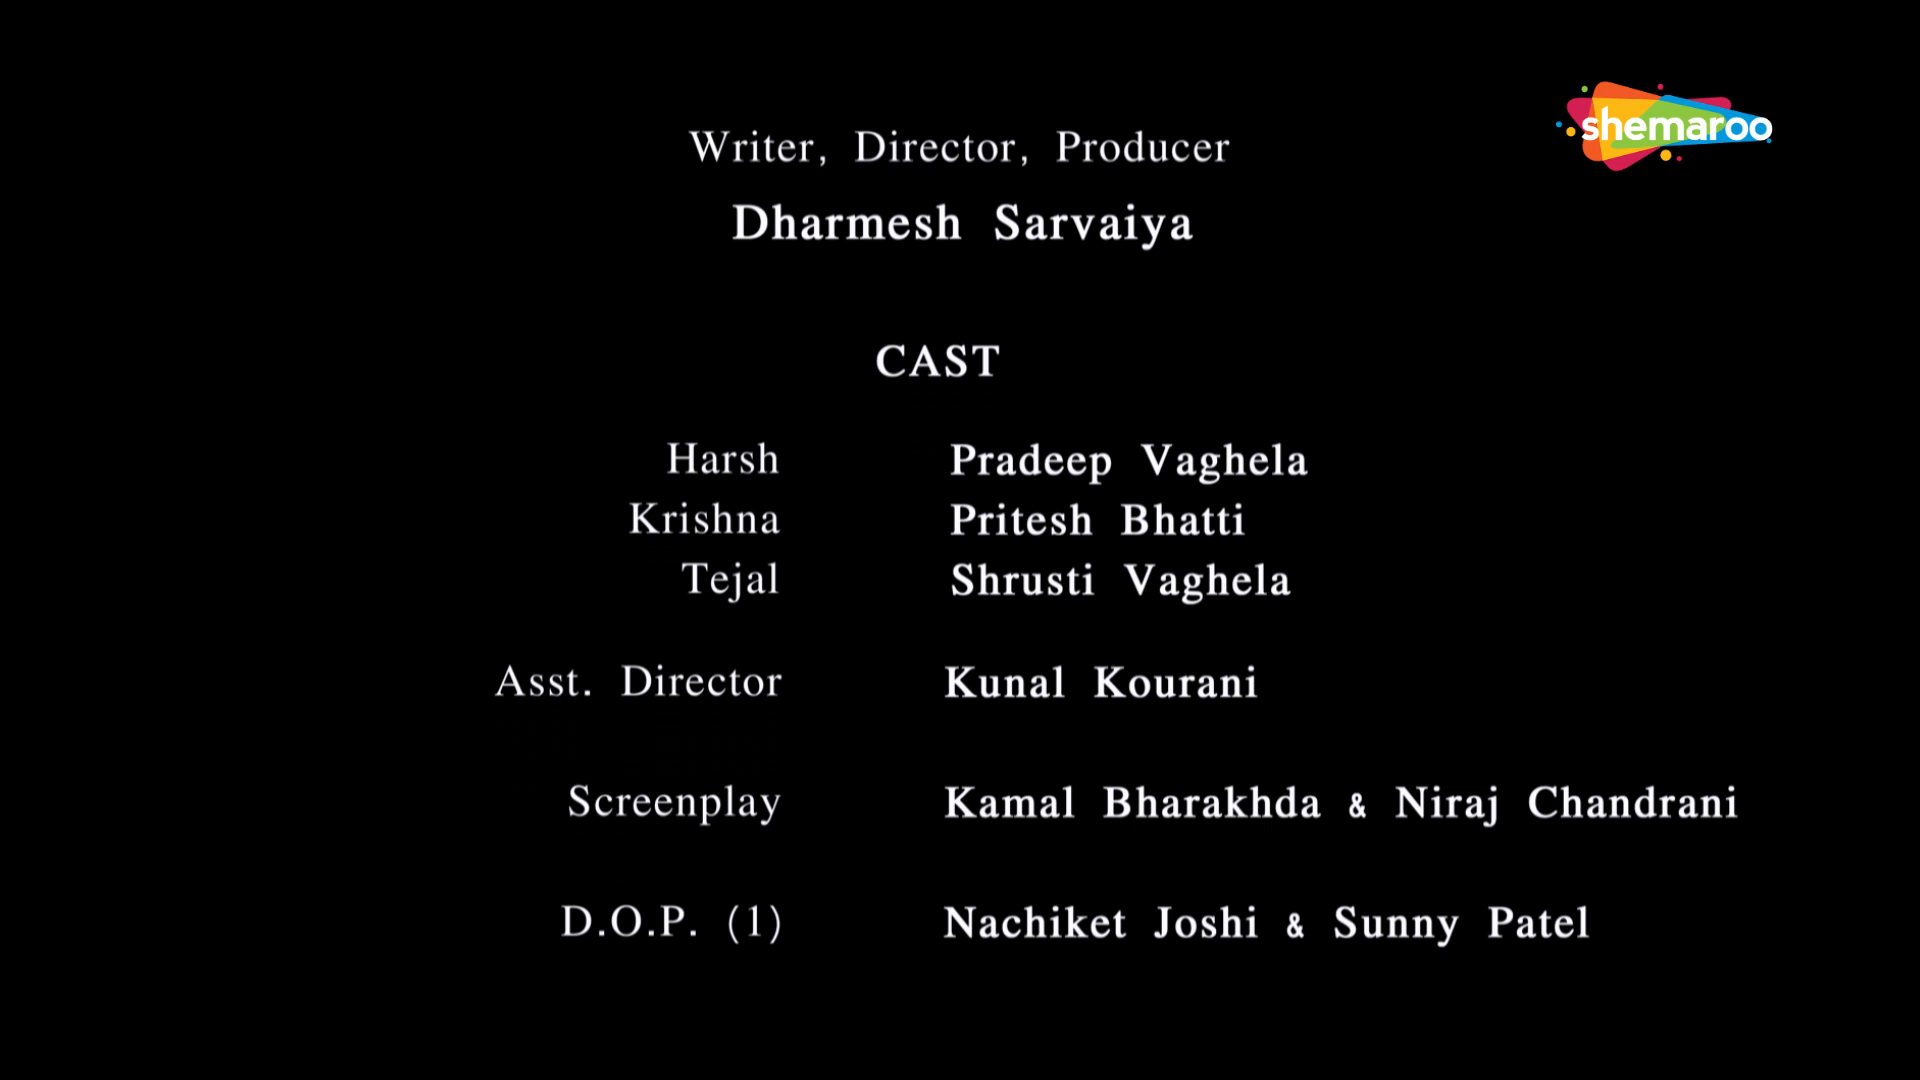 shemaroo
Writer, Director, Producer
Dharmesh Sarvaiya
CAST
Harsh Pradeep Vaghela
Krishna Pritesh Bhatti
Tejal Shrusti Vaghela
Asst. Director Kunal Kourani
Screenplay Kamal Bharakhda & Niraj Chandrani
D.O.P. (1) Nachiket Joshi & Sunny Patel